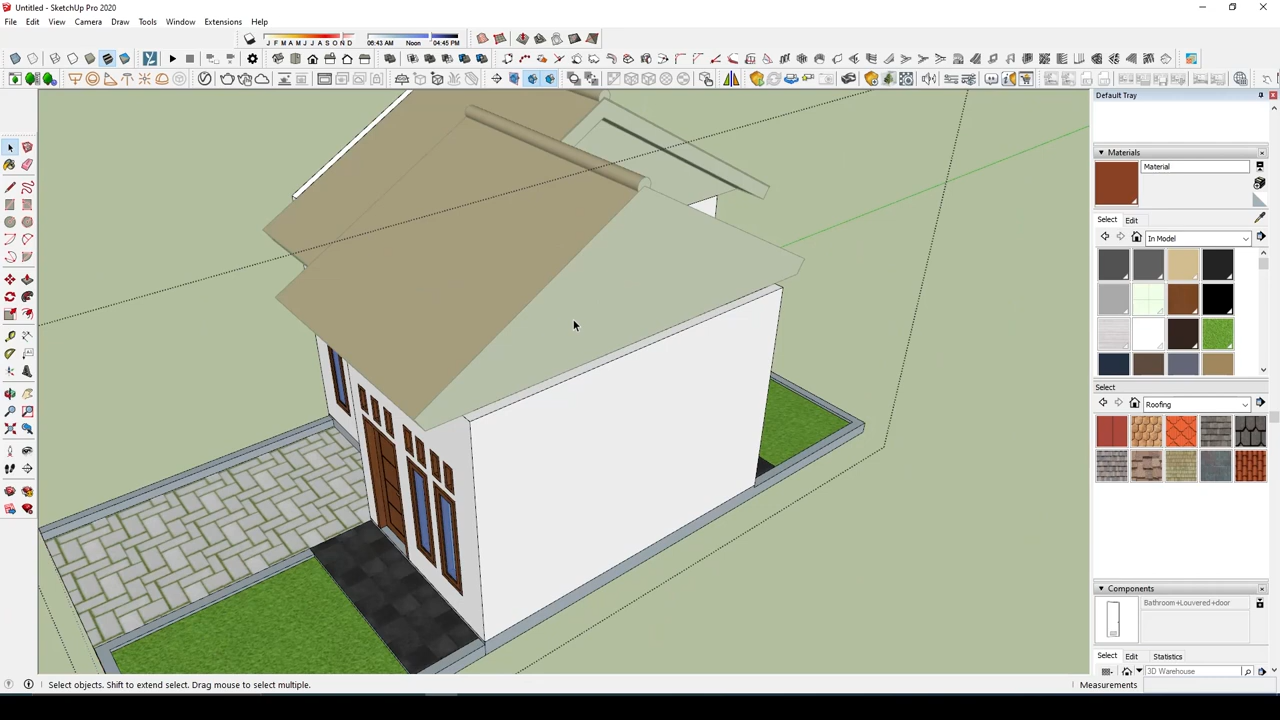 Untitled - SketchUp Pro 2020
File Edit View Camera Draw Tools Window Extensions Help
J F M A M J J A S O N D 06:43 AM Noon 04:45 PM
Default Tray
Materials
Material
Select Edit
In Model
Select
Roofing
Components
Bathroom+Louvered+door
Select Edit Statistics
3D Warehouse
Select objects. Shift to extend select. Drag mouse to select multiple.
Measurements